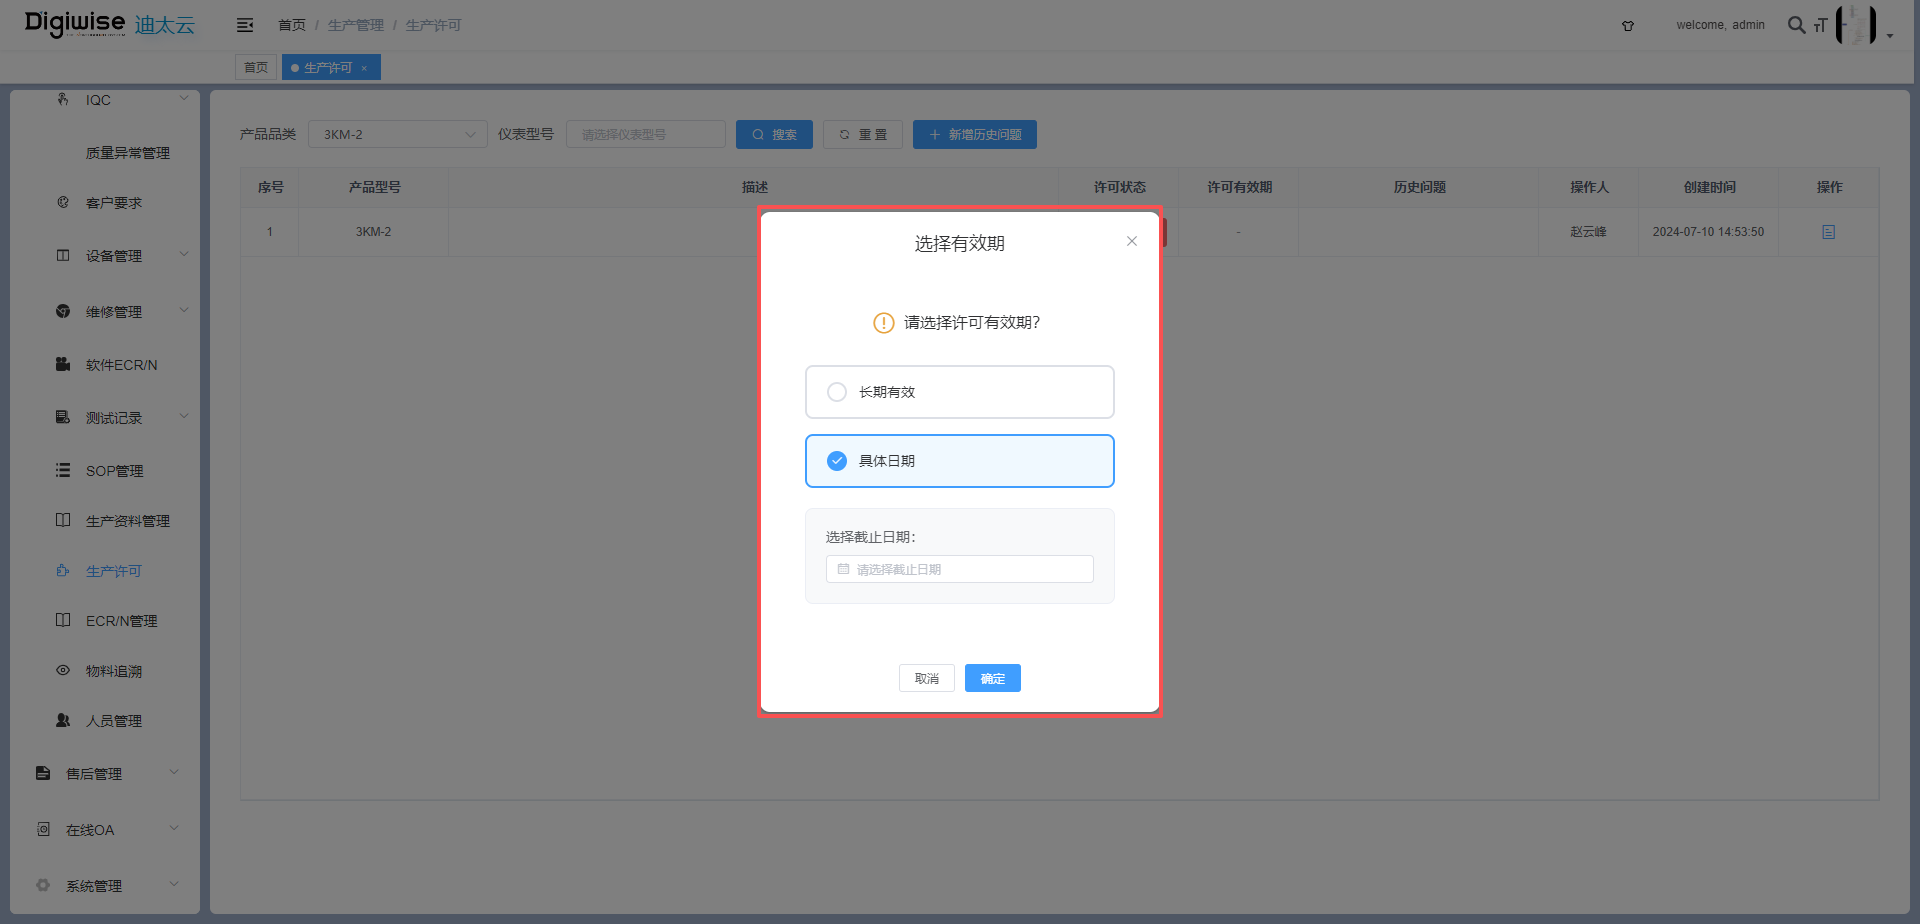 Digiwise 迪太云
首页 / 生产管理 / 生产许可
welcome, admin
首页
生产许可 ×
IQC
质量异常管理
客户要求
设备管理
维修管理
软件ECR/N
测试记录
SOP管理
生产资料管理
生产许可
ECR/N管理
物料追溯
人员管理
售后管理
在线OA
系统管理
产品品类 3KM-2 仪表型号 请选择仪表型号 搜索 重 置 新增历史问题
序号 产品型号 描述 许可状态 许可有效期 历史问题 操作人 创建时间 操作
1 3KM-2 - 赵云峰 2024-07-10 14:53:50
选择有效期
请选择许可有效期?
长期有效
具体日期
选择截止日期:
请选择截止日期
取消 确定